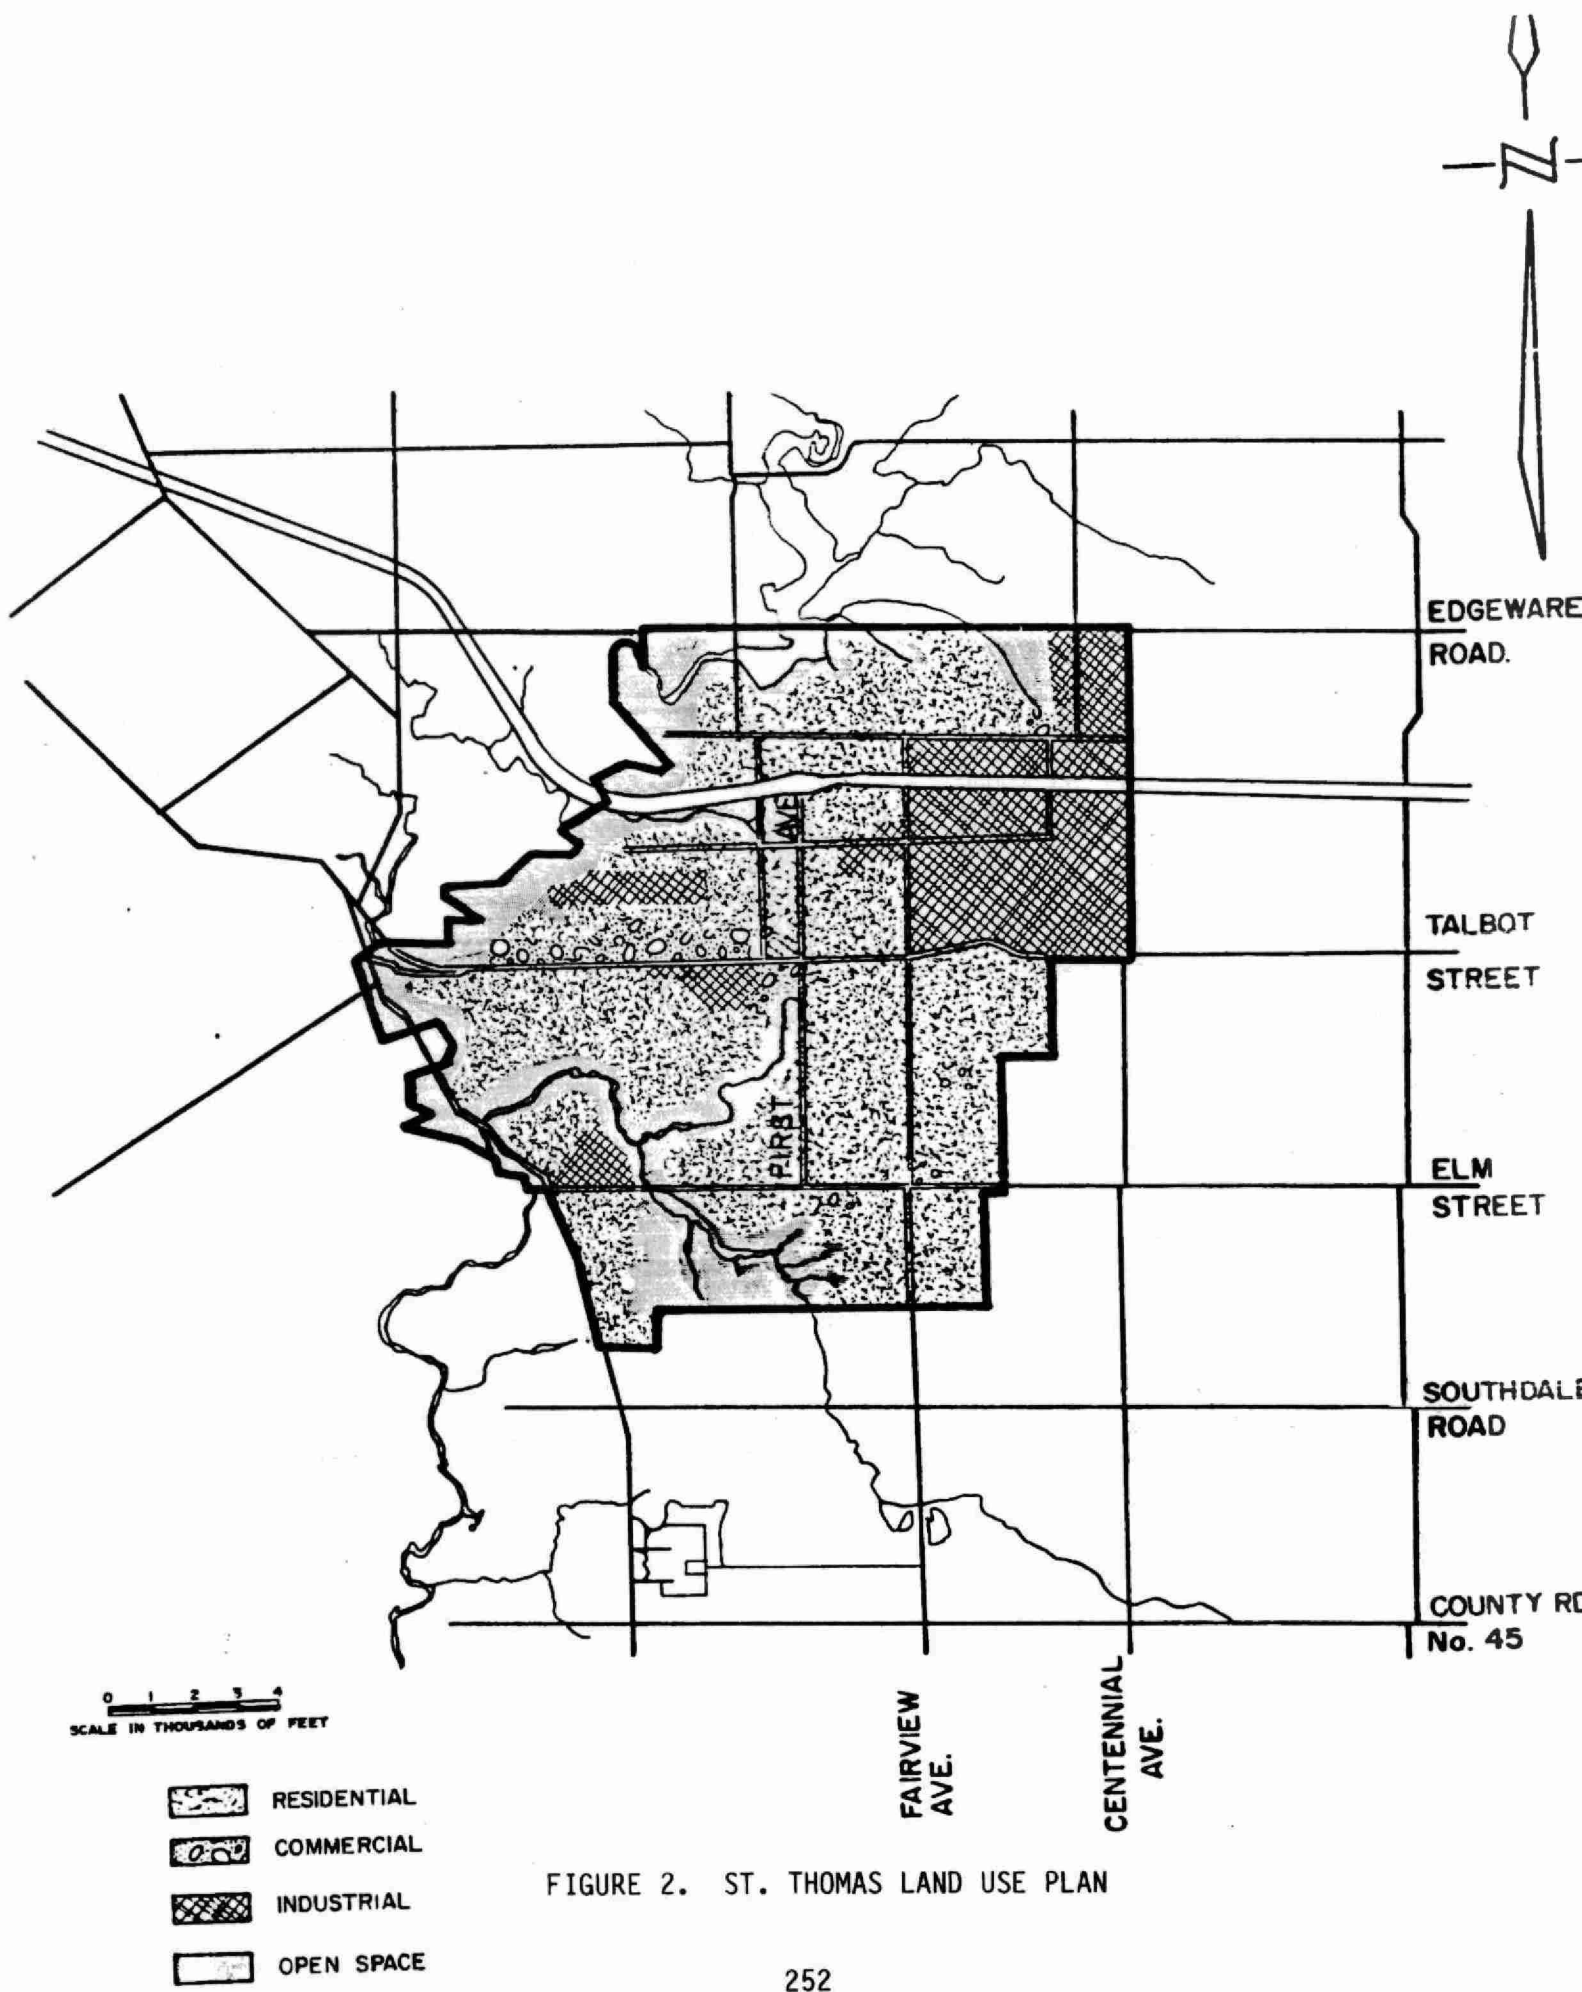 N
EDGEWARE
ROAD.
AVE
TALBOT
STREET
FIRST
ELM
STREET
SOUTHDALE
ROAD
COUNTY RD
No. 45
0 1 2 3 4
SCALE IN THOUSANDS OF FEET
FAIRVIEW
AVE.
CENTENNIAL
AVE.
RESIDENTIAL
COMMERCIAL
INDUSTRIAL
OPEN SPACE
FIGURE 2. ST. THOMAS LAND USE PLAN
252